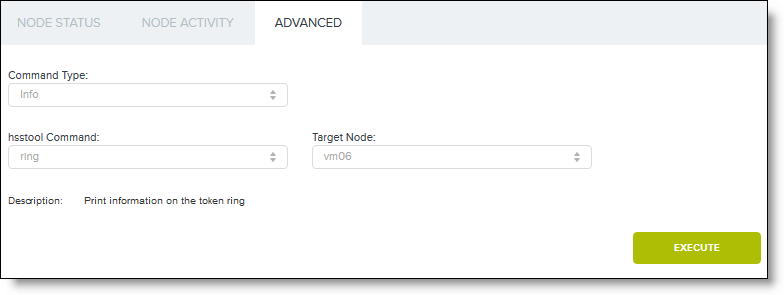 NODE STATUS NODE ACTIVITY ADVANCED
Command Type:
Info
hsstool Command: Target Node:
ring vm06
Description: Print information on the token ring
EXECUTE